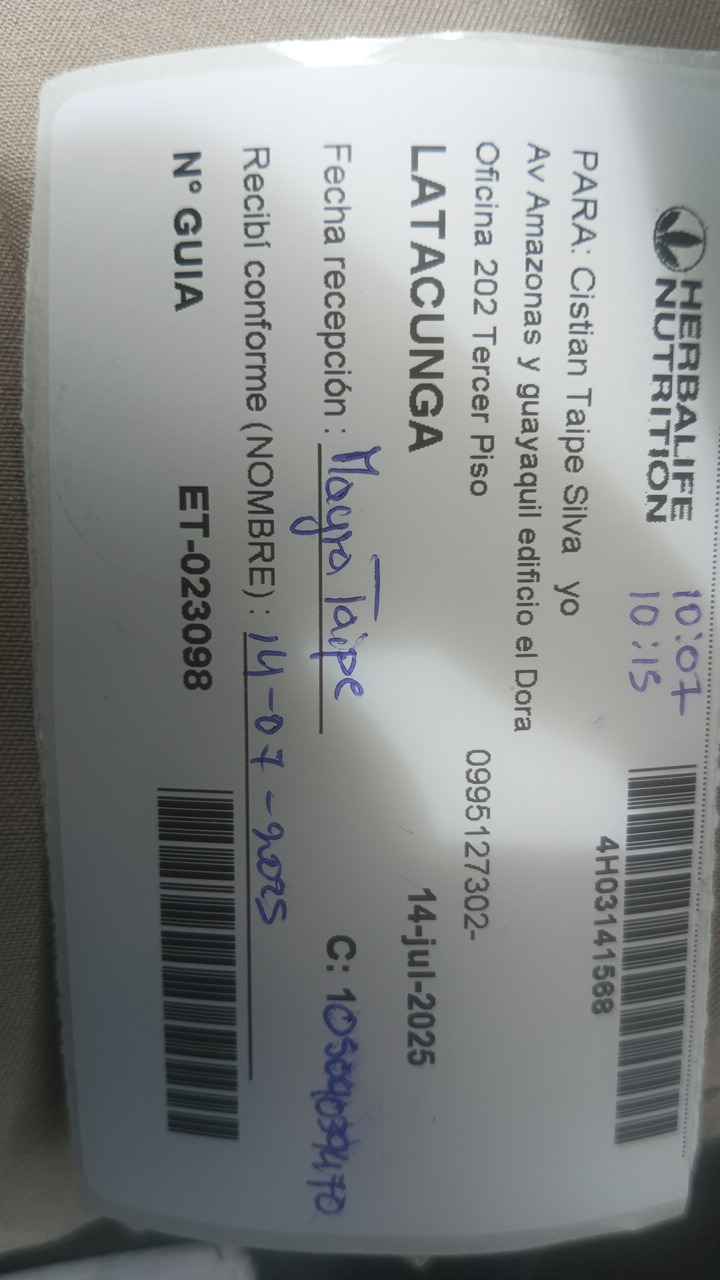 HERBALIFE
NUTRITION
10:07
10:15
4H03141568
PARA: Cistian Taipe Silva yo
Av Amazonas y guayaquil edificio el Dora
Oficina 202 Tercer Piso 0995127302-
LATACUNGA 14-jul-2025
Fecha recepción : Mayra Taipe C:
Recibí conforme (NOMBRE) : 14-07-2025
N° GUIA ET-023098